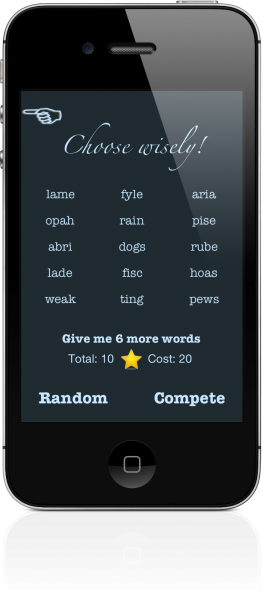 Choose wisely!
lame fyle aria
opah rain pise
abri dogs rube
lade fisc hoas
weak ting pews
Give me 6 more words
Total: 10 Cost: 20
Random Compete